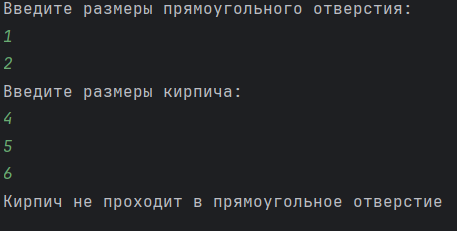 Введите размеры прямоугольного отверстия:
1
2
Введите размеры кирпича:
4
5
6
Кирпич не проходит в прямоугольное отверстие